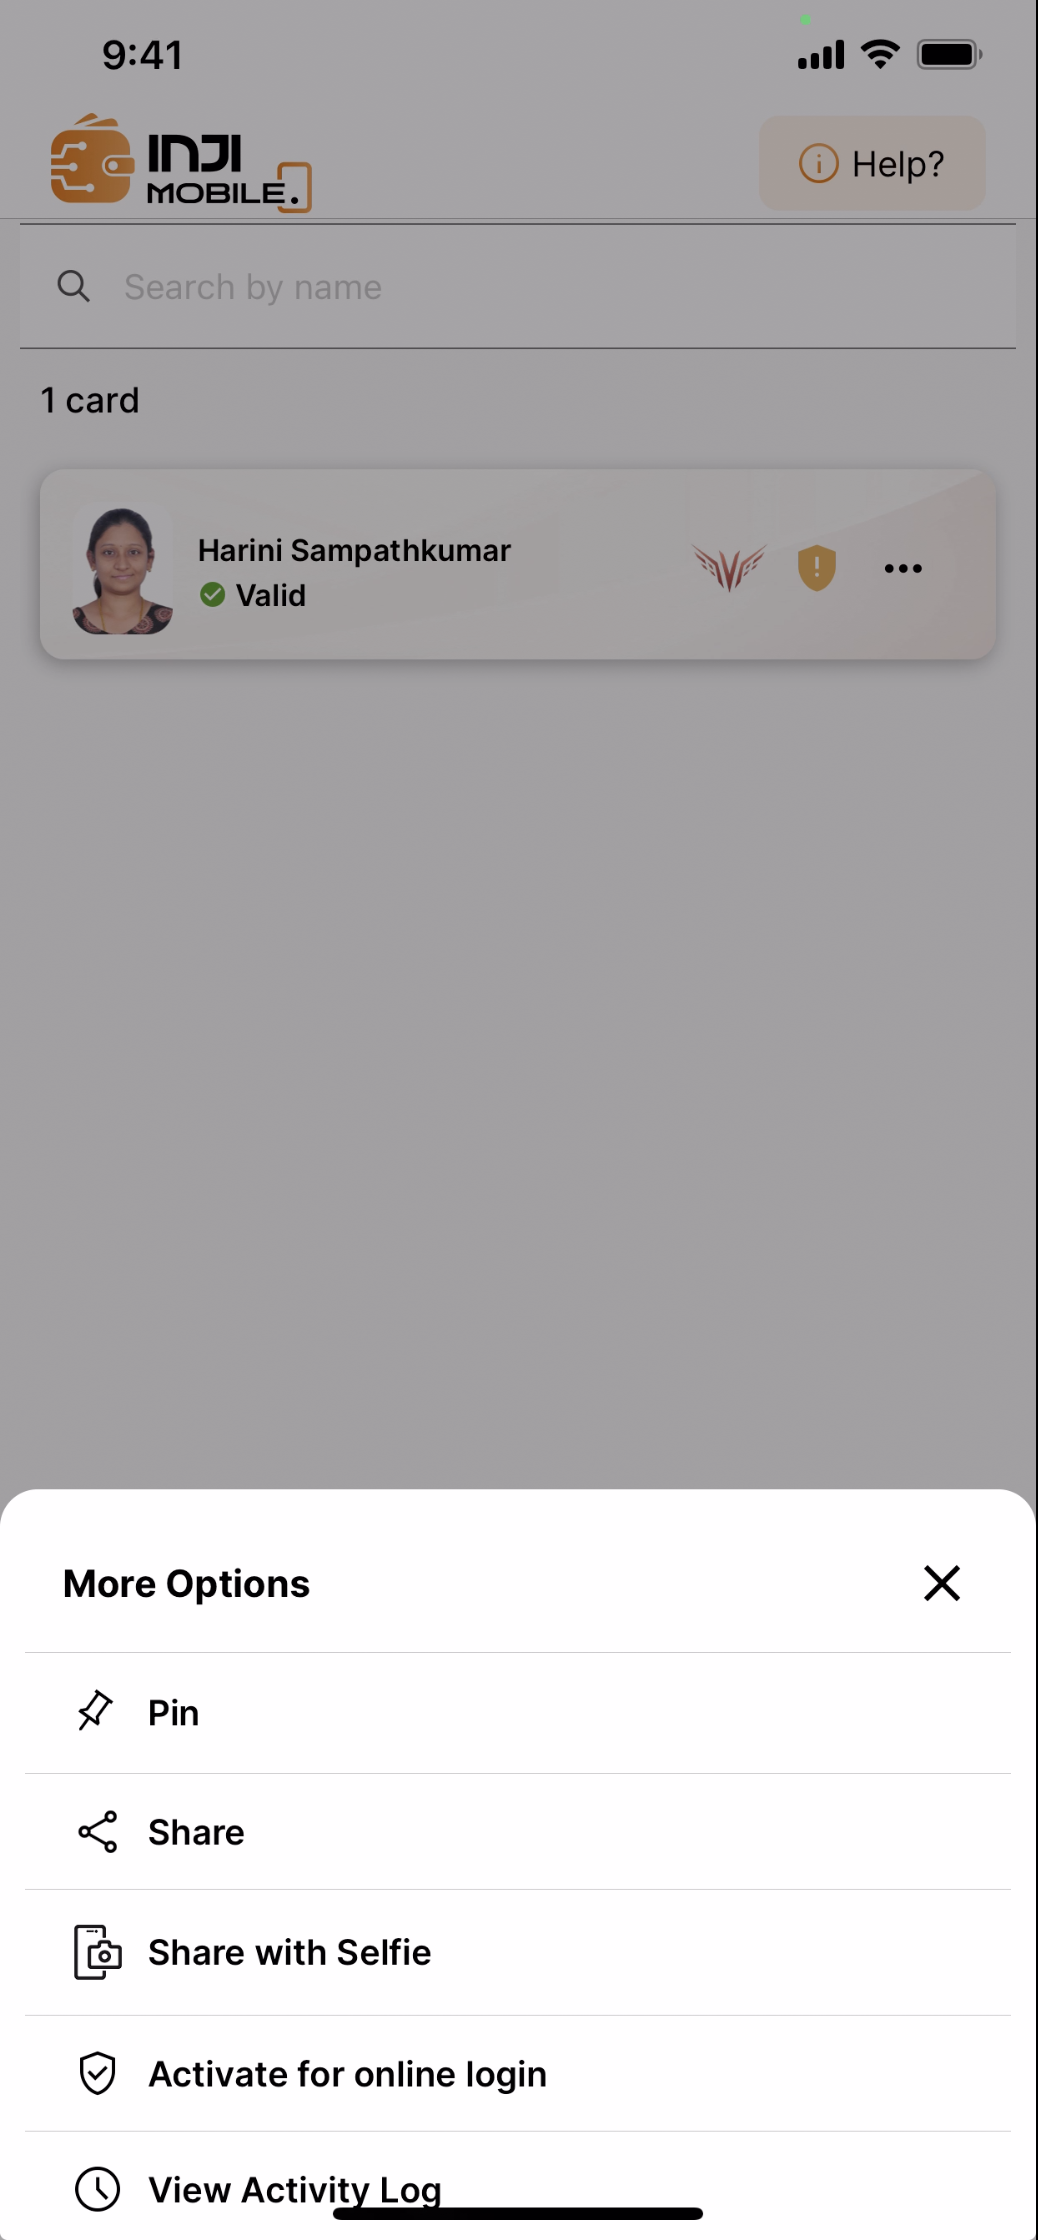 9:41
INJI
MOBILE.
Help?
Search by name
1 card
Harini Sampathkumar
Valid
More Options
Pin
Share
Share with Selfie
Activate for online login
View Activity Log